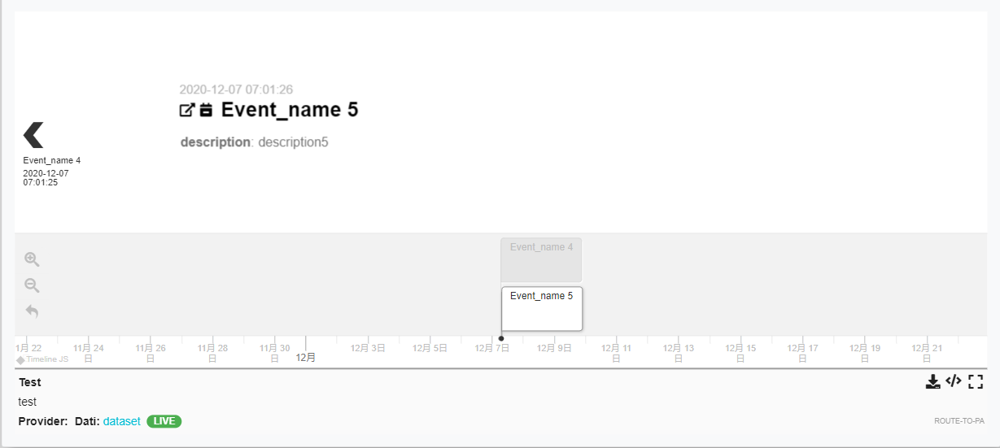 2020-12-07 07:01:26
Event_name 5
description: description5
Event_name 4
2020-12-07
07:01:25
Event_name 4
Event_name 5
1月 22
11月 24
日
11月 26
日
11月 28
日
11月 30
日
12月
12月 3日
12月 5日
12月 7日
12月 9日
12月 11
日
12月 13
日
12月 15
日
12月 17
日
12月 19
日
12月 21
日
Timeline JS
Test
test
Provider: Dati: dataset LIVE
ROUTE-TO-PA